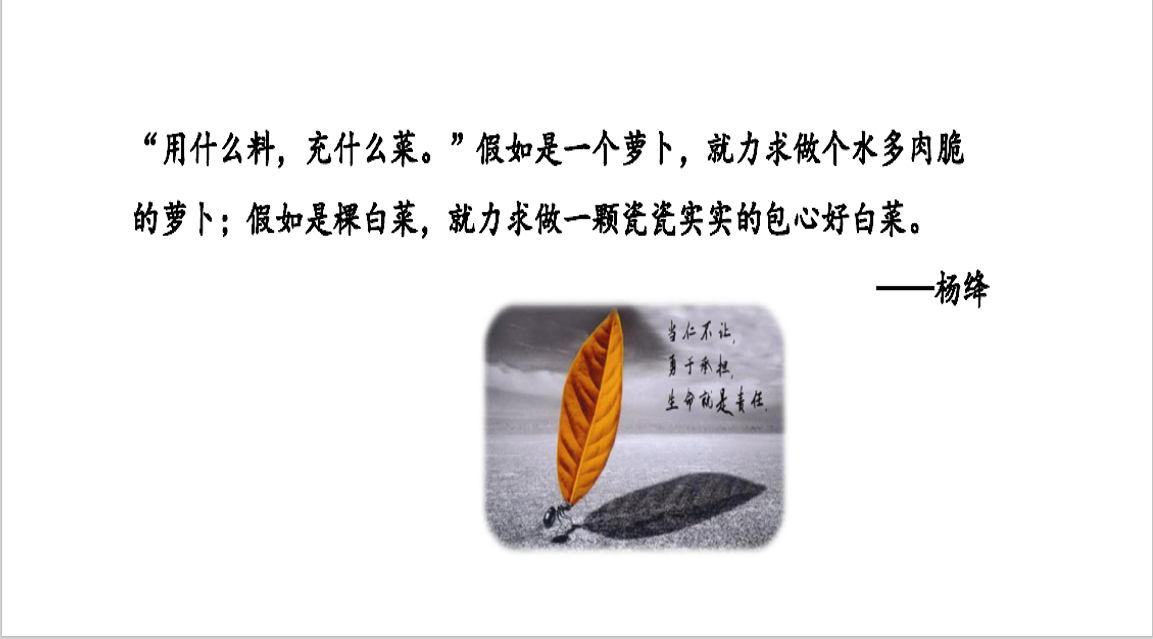 “用什么料，充什么菜。”假如是一个萝卜，就力求做个水多肉脆
的萝卜；假如是棵白菜，就力求做一颗瓷瓷实实的包心好白菜。
——杨绛
当仁不让，
勇于承担，
生命就是责任.